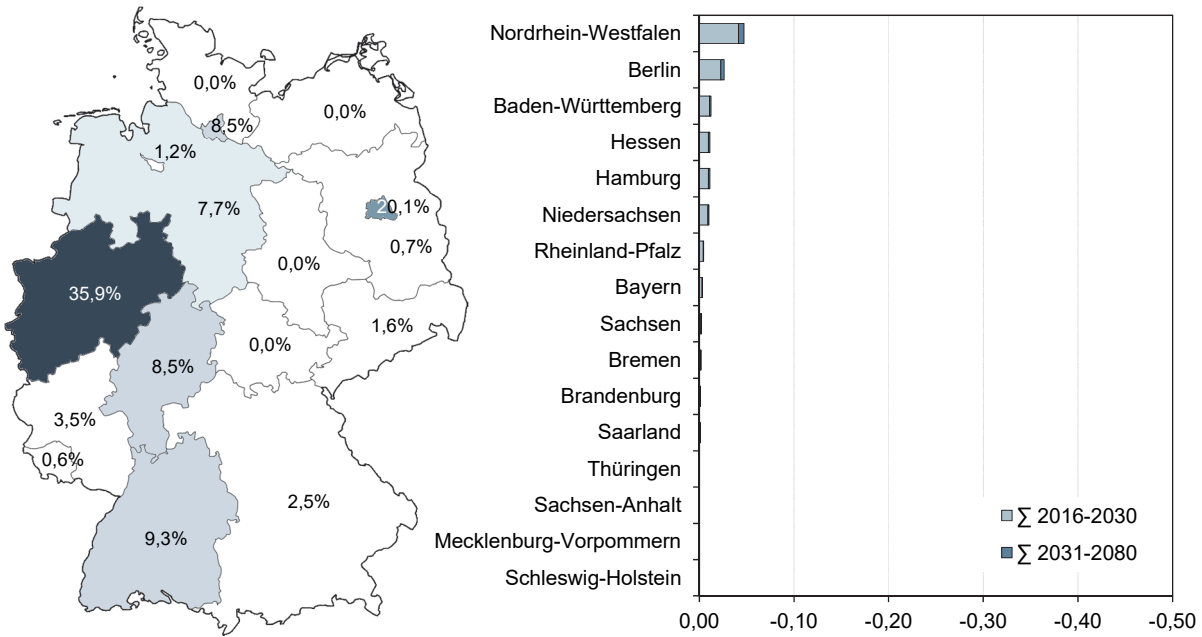 0,0%
0,0%
8,5%
1,2%
7,7%
20,1%
0,7%
0,0%
35,9%
1,6%
0,0%
8,5%
3,5%
0,6%
2,5%
9,3%
Nordrhein-Westfalen
Berlin
Baden-Württemberg
Hessen
Hamburg
Niedersachsen
Rheinland-Pfalz
Bayern
Sachsen
Bremen
Brandenburg
Saarland
Thüringen
Sachsen-Anhalt
Mecklenburg-Vorpommern
Schleswig-Holstein
∑ 2016-2030
∑ 2031-2080
0,00 -0,10 -0,20 -0,30 -0,40 -0,50